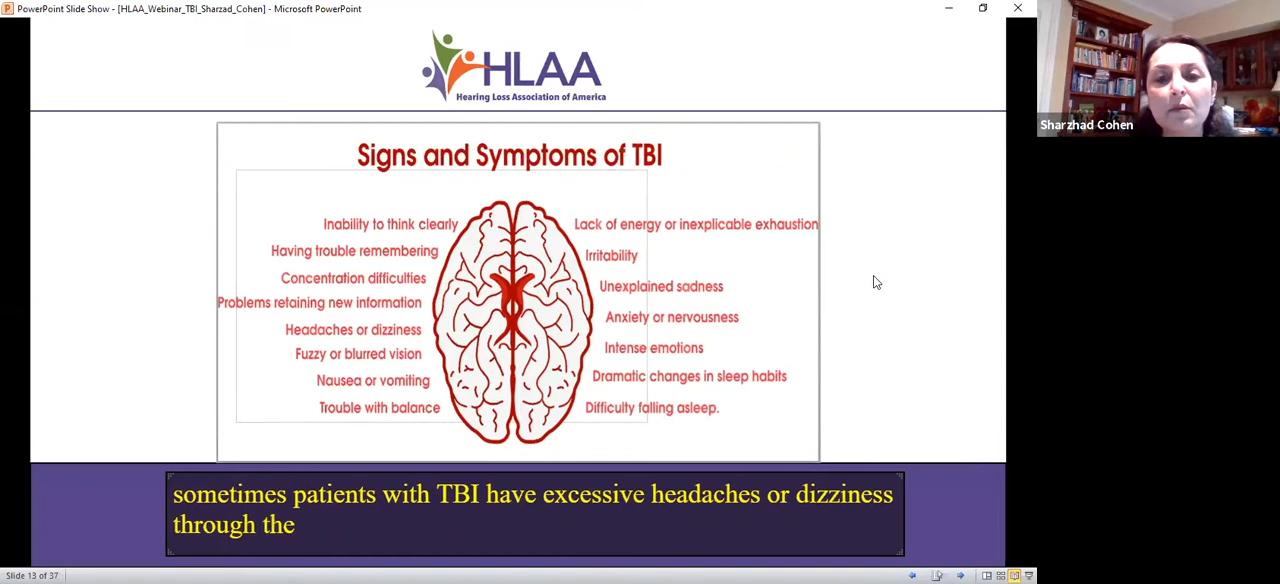 PowerPoint Slide Show - [HLAA_Webinar_TBI_Sharzad_Cohen] - Microsoft PowerPoint
HLAA
Hearing Loss Association of America
Sharzhad Cohen
Signs and Symptoms of TBI
Inability to think clearly
Having trouble remembering
Concentration difficulties
Problems retaining new information
Headaches or dizziness
Fuzzy or blurred vision
Nausea or vomiting
Trouble with balance
Lack of energy or inexplicable exhaustion
Irritability
Unexplained sadness
Anxiety or nervousness
Intense emotions
Dramatic changes in sleep habits
Difficulty falling asleep.
sometimes patients with TBI have excessive headaches or dizziness
through the
Slide 13 of 37